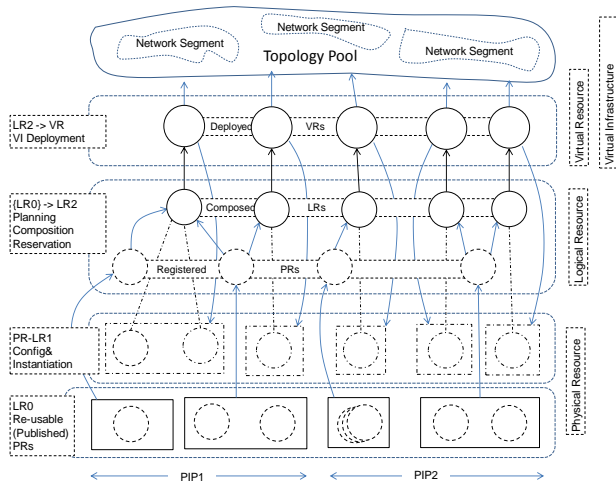 Network Segment
Network Segment
Network Segment
Topology Pool
LR2 -> VR
VI Deployment
Deployed
VRs
Virtual Resource
Virtual Infrastructure
{LR0} -> LR2
Planning
Composition
Reservation
Composed
LRs
Registered
PRs
Logical Resource
PR-LR1
Config&
Instantiation
Physical Resource
LR0
Re-usable
(Published)
PRs
PIP1
PIP2